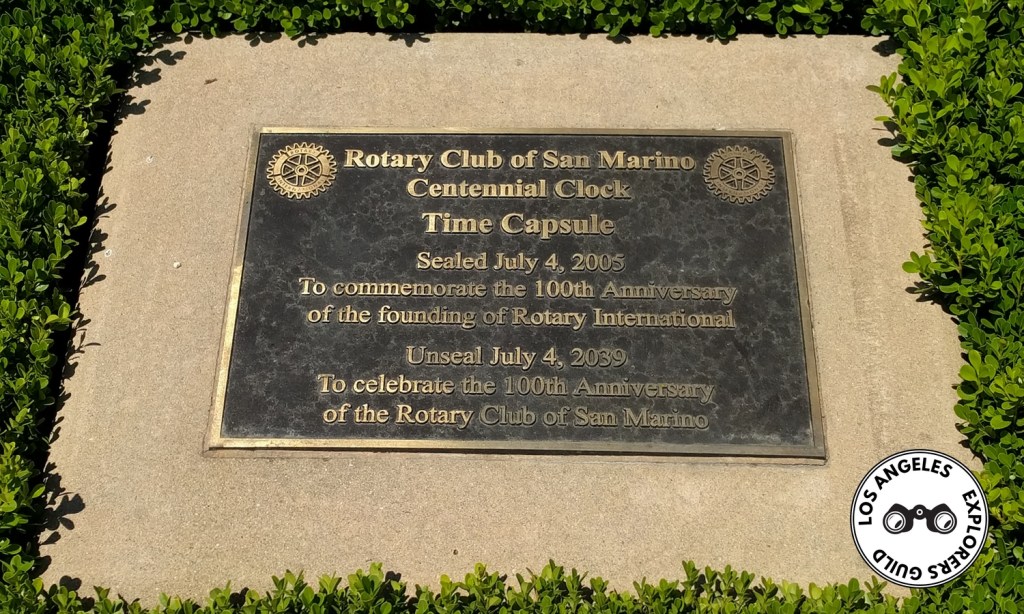 Rotary Club of San Marino
Centennial Clock
Time Capsule
Sealed July 4, 2005
To commemorate the 100th Anniversary
of the founding of Rotary International
Unseal July 4, 2039
To celebrate the 100th Anniversary
of the Rotary Club of San Marino
LOS ANGELES EXPLORERS GUILD